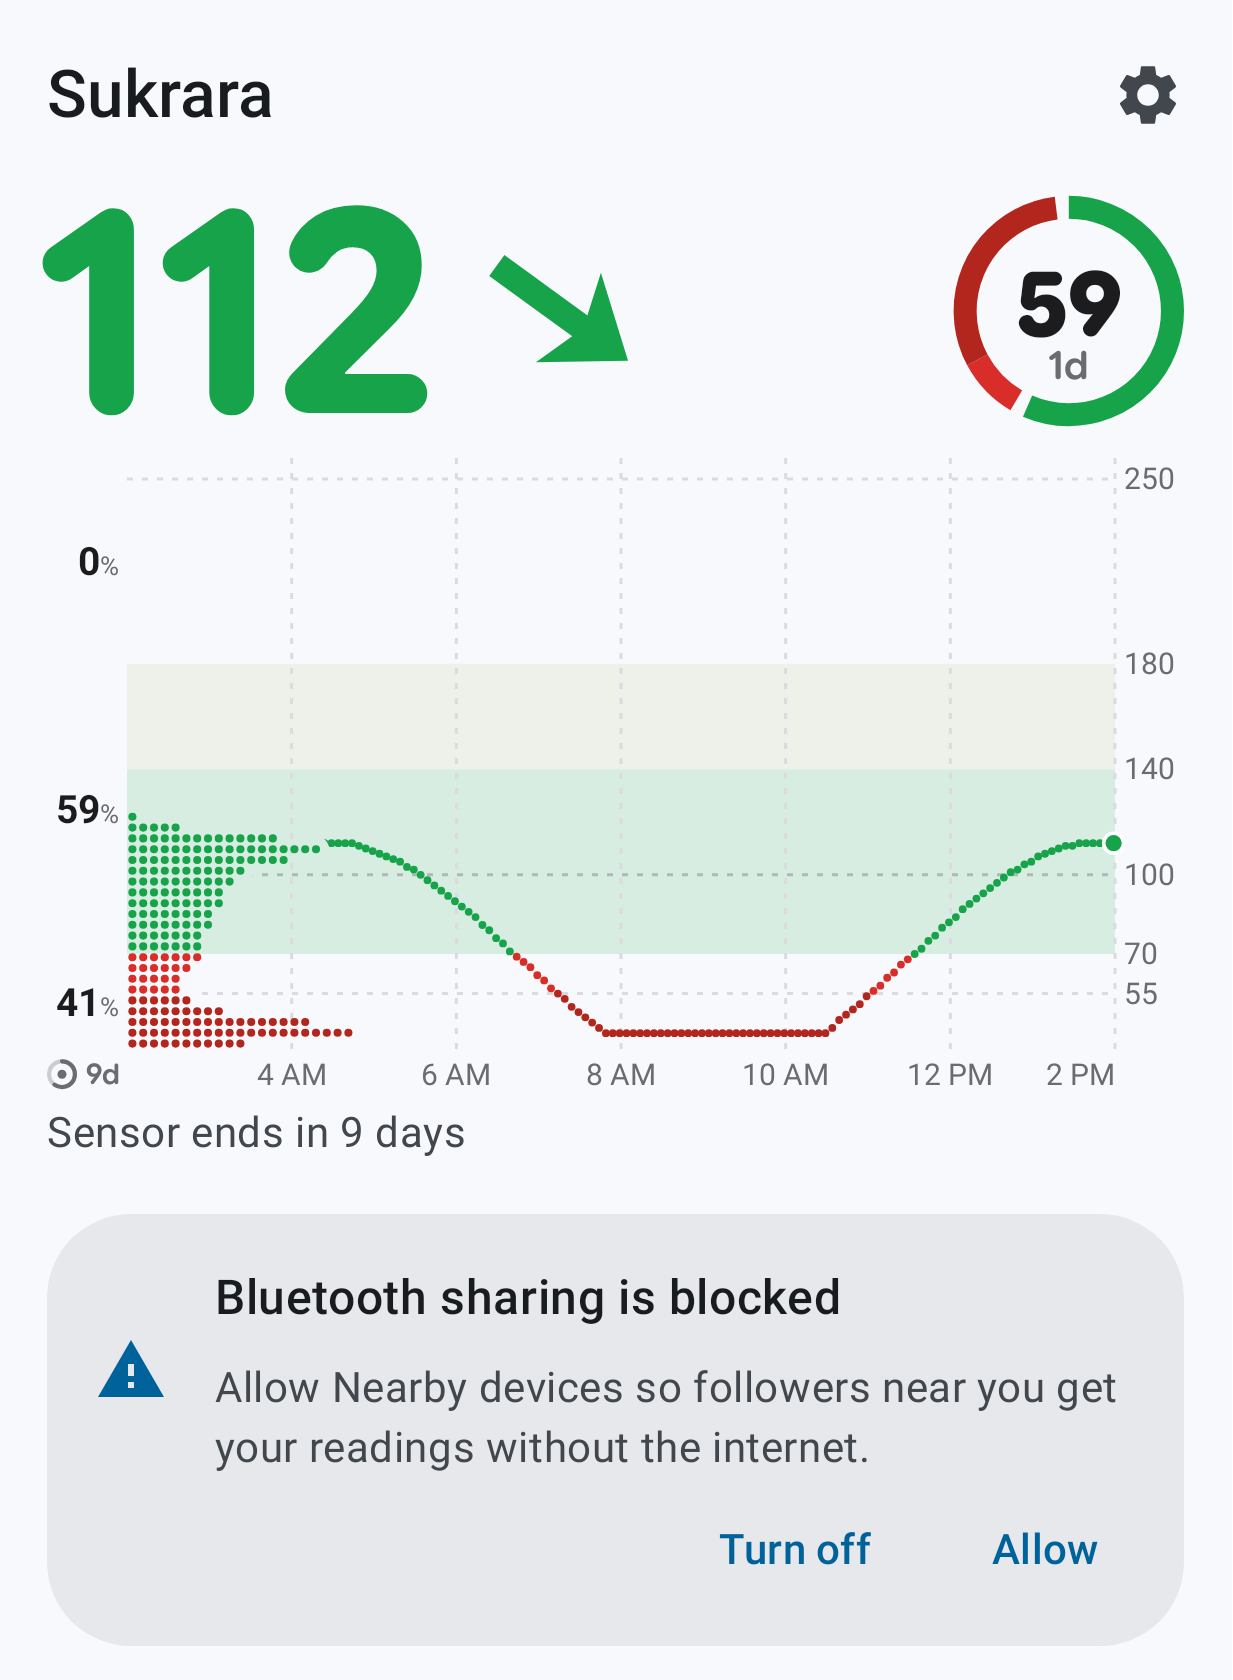 Sukrara
112
59
1d
250
0%
180
140
59%
100
70
55
41%
9d
4 AM
6 AM
8 AM
10 AM
12 PM
2 PM
Sensor ends in 9 days
Bluetooth sharing is blocked
Allow Nearby devices so followers near you get
your readings without the internet.
Turn off
Allow